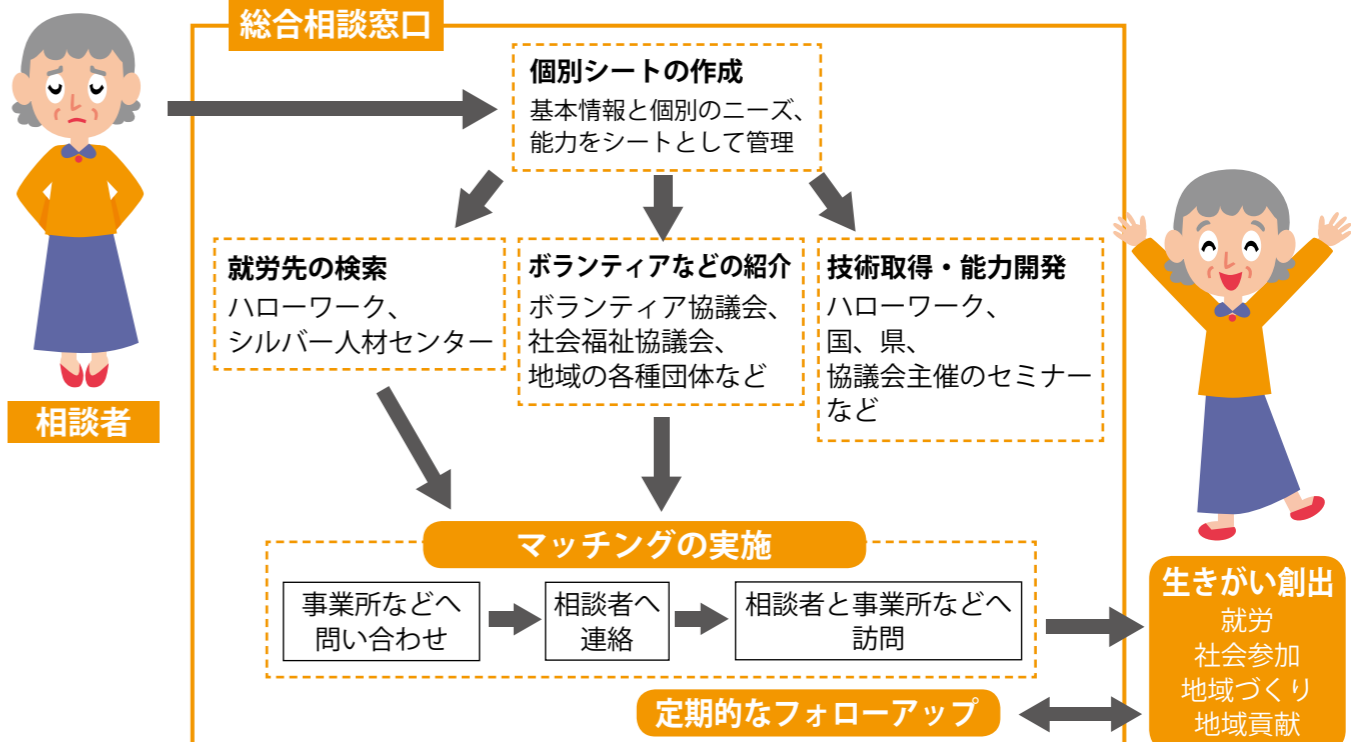 総合相談窓口
個別シートの作成
基本情報と個別のニーズ、
能力をシートとして管理
相談者
就労先の検索
ハローワーク、
シルバー人材センター
ボランティアなどの紹介
ボランティア協議会、
社会福祉協議会、
地域の各種団体など
技術取得・能力開発
ハローワーク、
国、県、
協議会主催のセミナー
など
マッチングの実施
事業所などへ
問い合わせ
相談者へ
連絡
相談者と事業所などへ
訪問
定期的なフォローアップ
生きがい創出
就労
社会参加
地域づくり
地域貢献